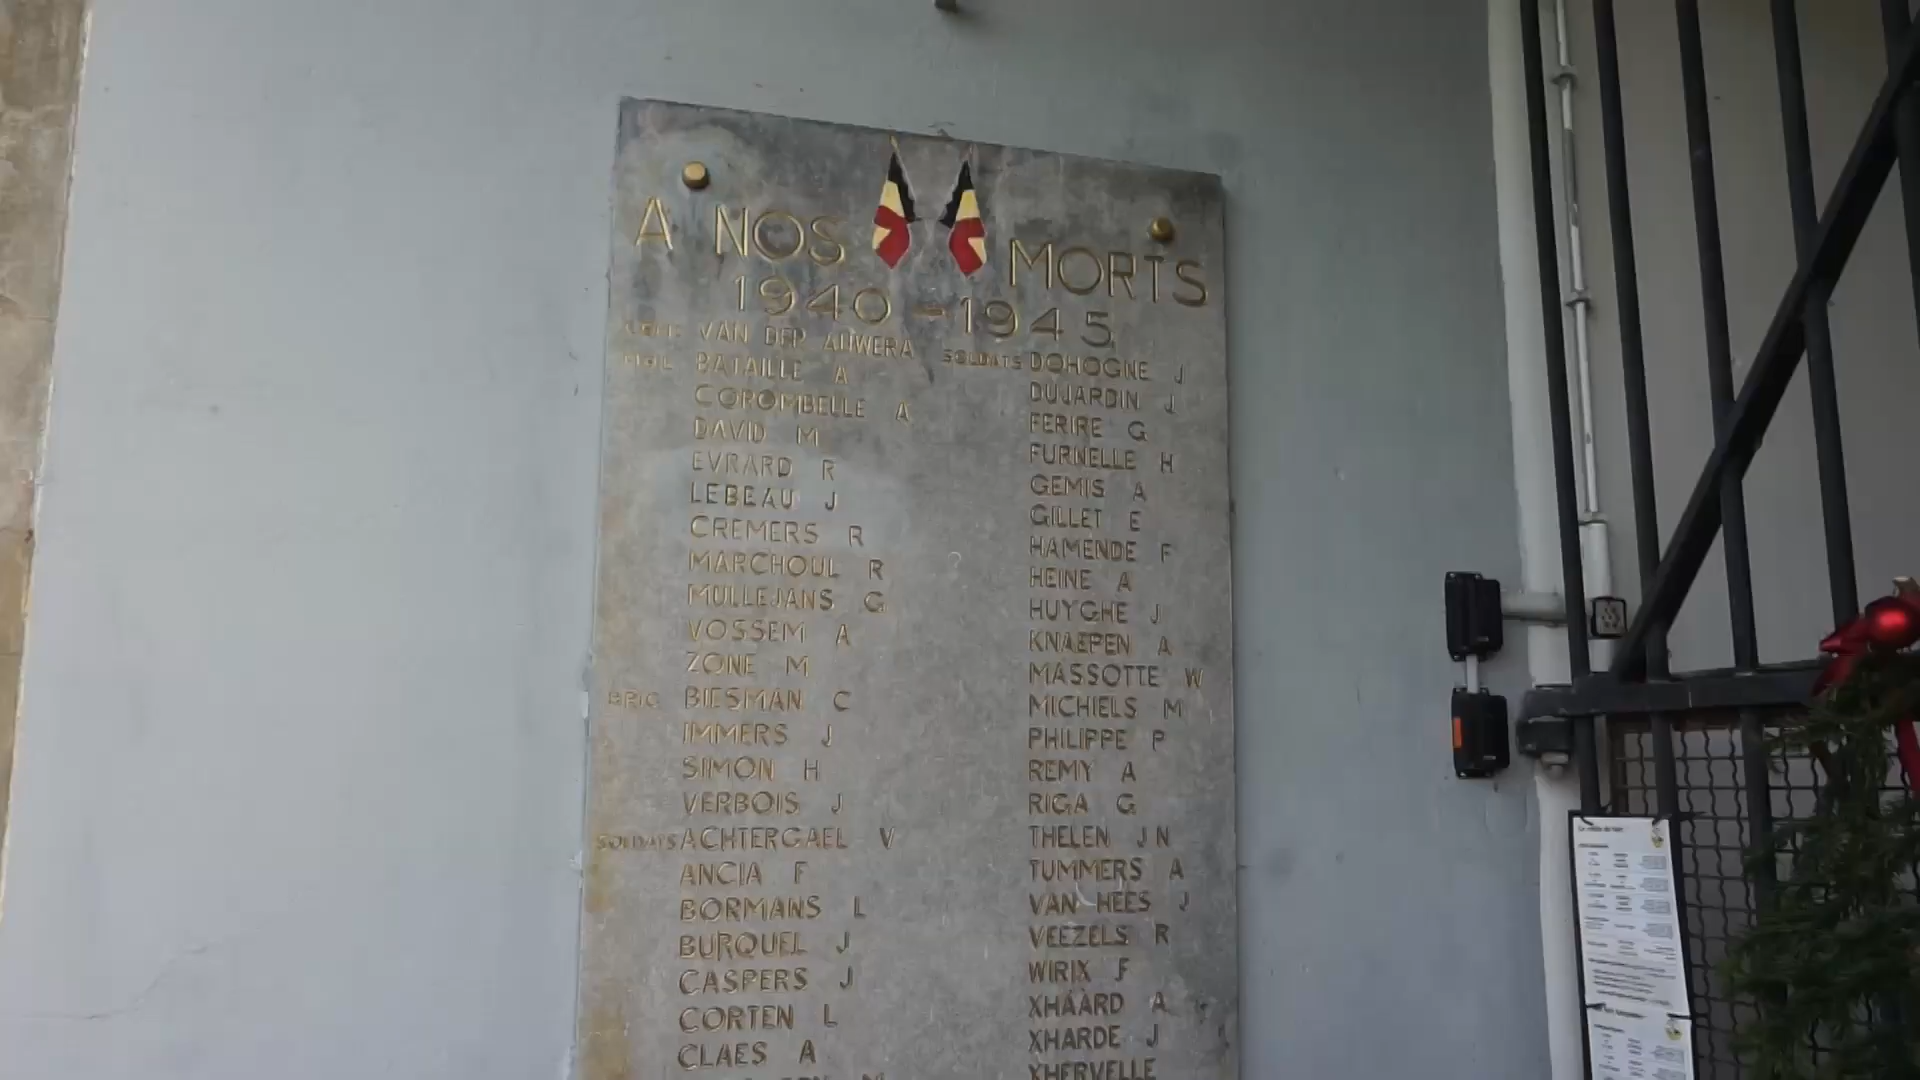 A NOS MORTS
1940-1945
VAN DER AUWERA
BATAILLE A
COROMBELLE A
DAVID M
EVRARD R
LEBEAU J
CREMERS R
MARCHOUL R
MULLEJANS G
VOSSEM A
ZONE M
BRIG BIESMAN C
IMMERS J
SIMON H
VERBOIS J
SOLDATS ACHTERGAEL V
ANCIA F
BORMANS L
BURQUEL J
CASPERS J
CORTEN L
CLAES A
SOLDATS DOHOGNE J
DUJARDIN J
FERIRE G
FURNELLE H
GEMIS A
GILLET E
HAMENDE F
HEINE A
HUYGHE J
KNAEPEN A
MASSOTTE W
MICHIELS M
PHILIPPE P
REMY A
RIGA G
THELEN J N
TUMMERS A
VAN HEES J
VEEZELS R
WIRIX F
XHAARD A
XHARDE J
XHERVELLE